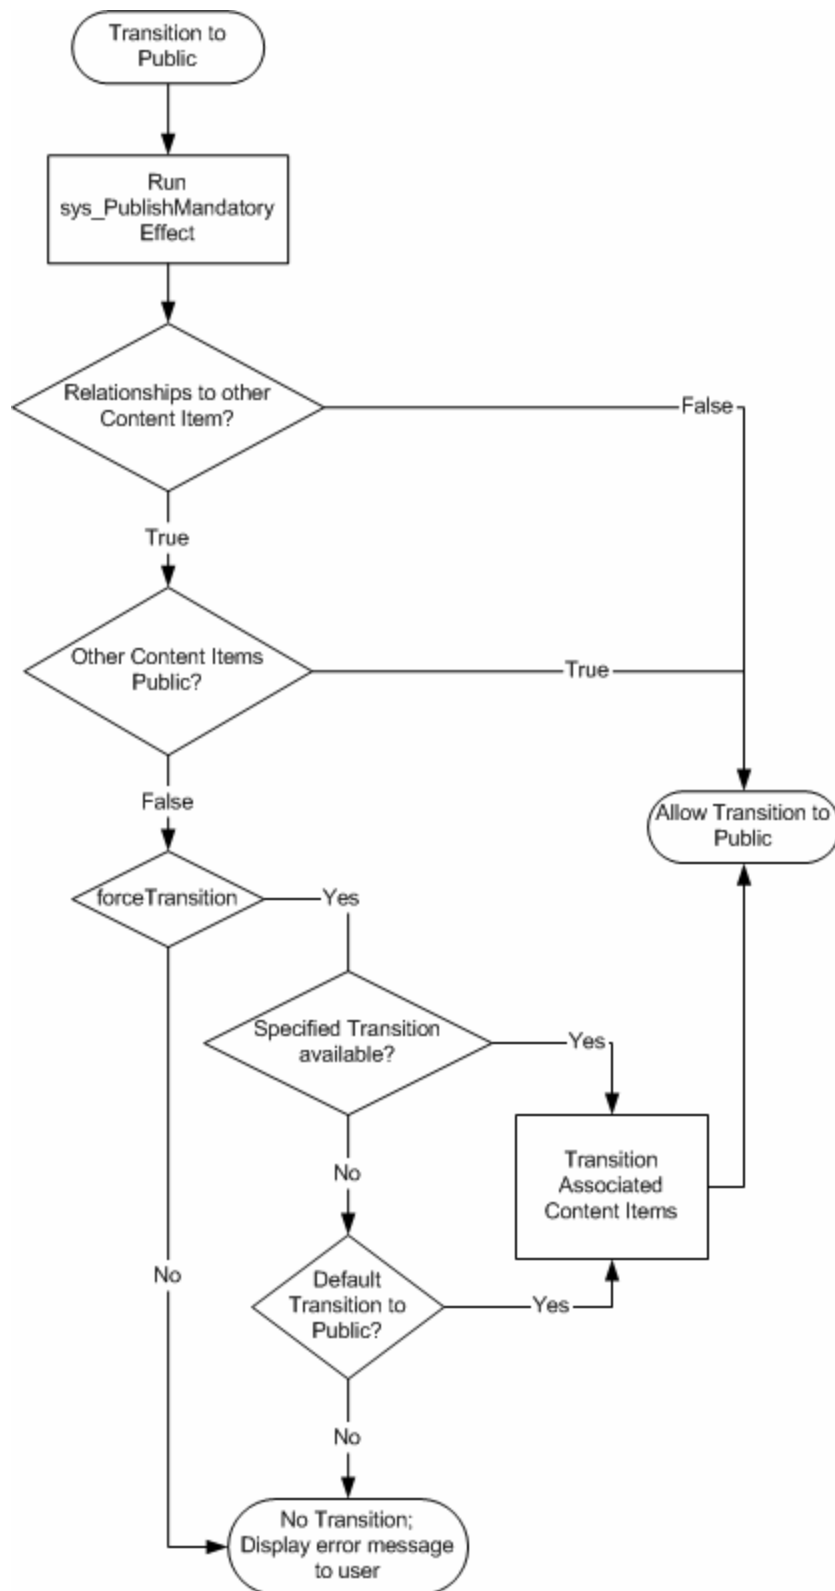 Transition to
Public
Run
sys_PublishMandatory
Effect
Relationships to other
Content Item?
False
True
Other Content Items
Public?
True
False
Allow Transition to
Public
forceTransition
Yes
Specified Transition
available?
Yes
No
Transition
Associated
Content Items
No
Default
Transition to
Public?
Yes
No
No Transition;
Display error message
to user